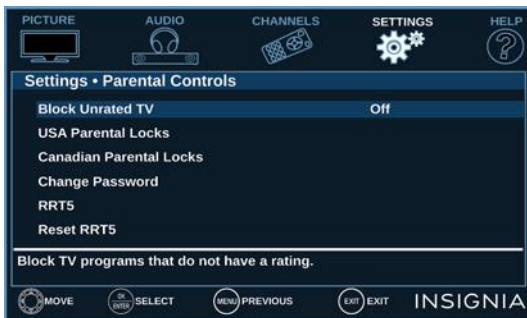 PICTURE AUDIO CHANNELS SETTINGS HELP
?
Settings • Parental Controls
Block Unrated TV Off
USA Parental Locks
Canadian Parental Locks
Change Password
RRT5
Reset RRT5
Block TV programs that do not have a rating.
MOVE OK ENTER SELECT MENU PREVIOUS EXIT EXIT INSIGNIA